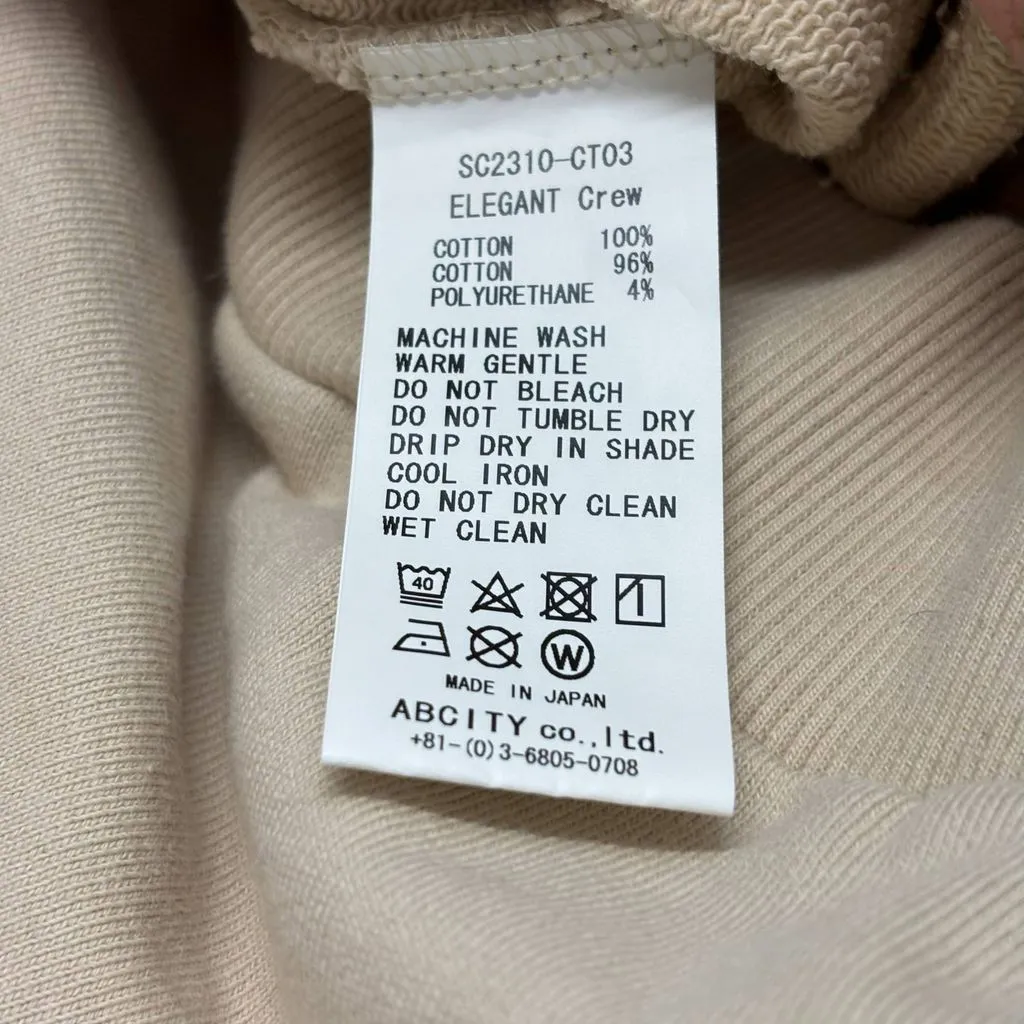 SC2310-CT03
ELEGANT Crew
COTTON 100%
COTTON 96%
POLYURETHANE 4%
MACHINE WASH
WARM GENTLE
DO NOT BLEACH
DO NOT TUMBLE DRY
DRIP DRY IN SHADE
COOL IRON
DO NOT DRY CLEAN
WET CLEAN
40
W
MADE IN JAPAN
ABCITY co.,ltd.
+81-(0)3-6805-0708